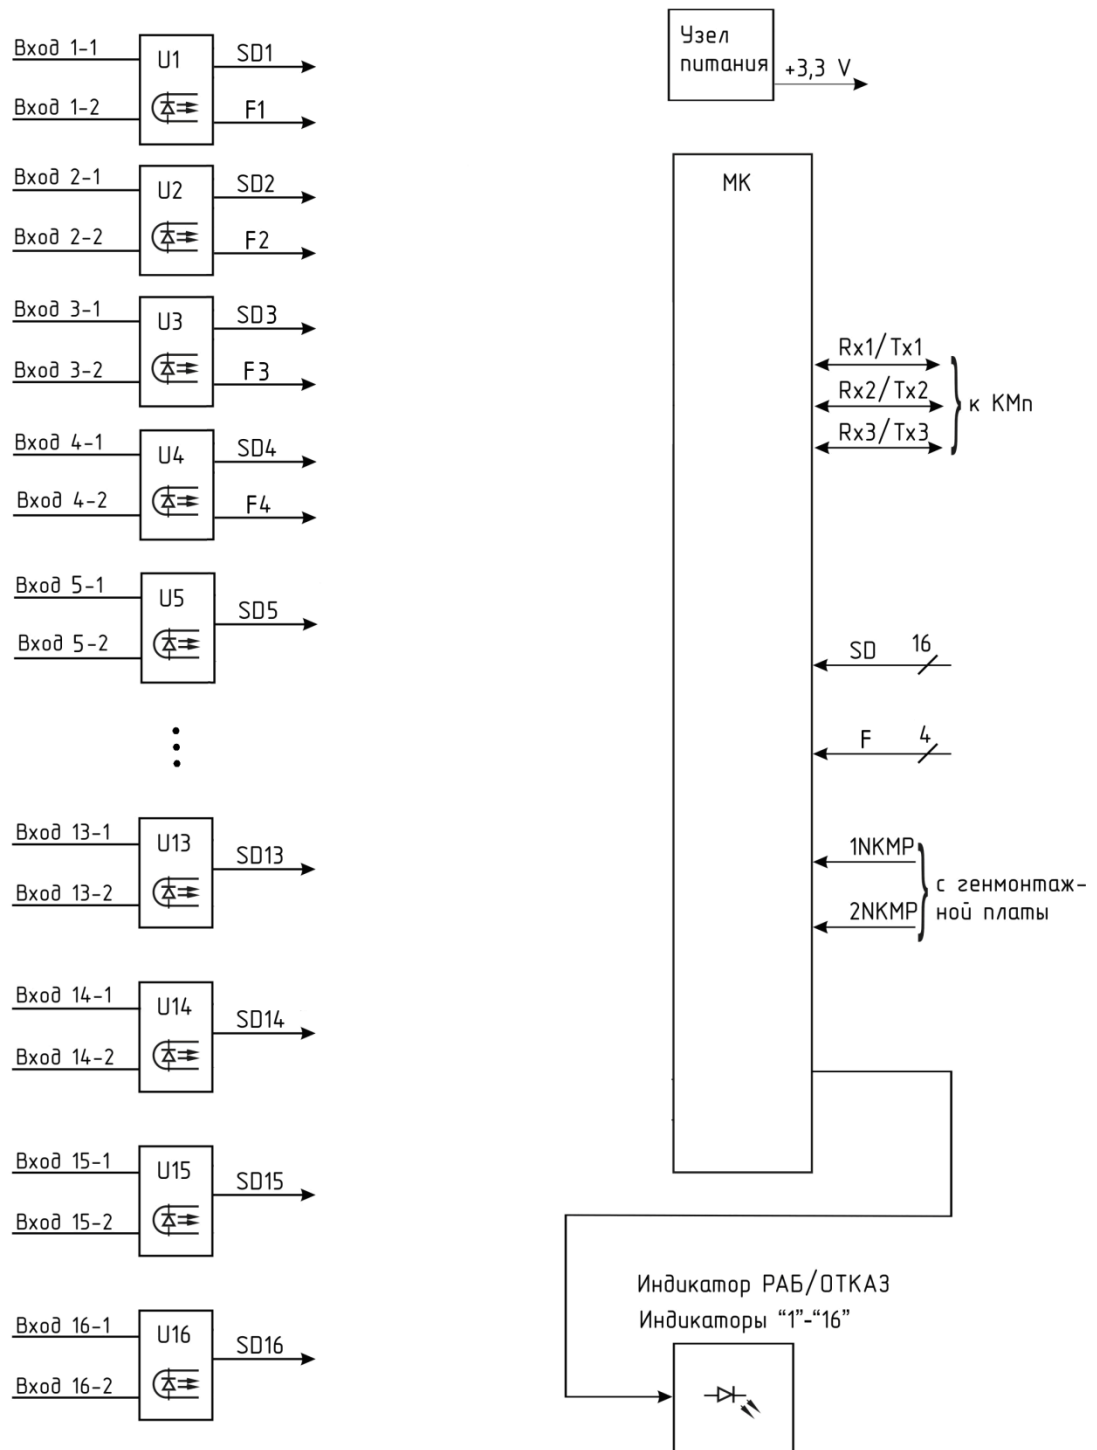 Вход 1-1
U1
SD1
Вход 1-2
F1
Вход 2-1
U2
SD2
Вход 2-2
F2
Вход 3-1
U3
SD3
Вход 3-2
F3
Вход 4-1
U4
SD4
Вход 4-2
F4
Вход 5-1
U5
SD5
Вход 5-2
Вход 13-1
U13
SD13
Вход 13-2
Вход 14-1
U14
SD14
Вход 14-2
Вход 15-1
U15
SD15
Вход 15-2
Вход 16-1
U16
SD16
Вход 16-2
Узел
питания
+3,3 V
МК
Rx1/Tx1
Rx2/Tx2
Rx3/Tx3
к КМп
SD 16
F 4
1NKMP
2NKMP
с генмонтаж-
ной платы
Индикатор РАБ/ОТКАЗ
Индикаторы “1”-“16”